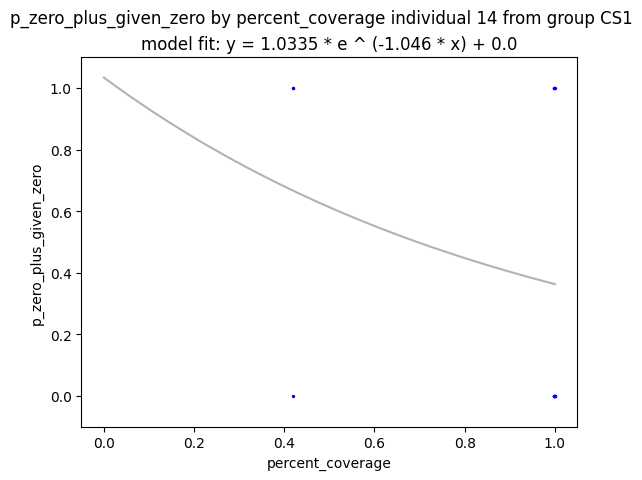 p_zero_plus_given_zero by percent_coverage individual 14 from group CS1
model fit: y = 1.0335 * e ^ (-1.046 * x) + 0.0
p_zero_plus_given_zero
1.0
0.8
0.6
0.4
0.2
0.0
0.0 0.2 0.4 0.6 0.8 1.0
percent_coverage